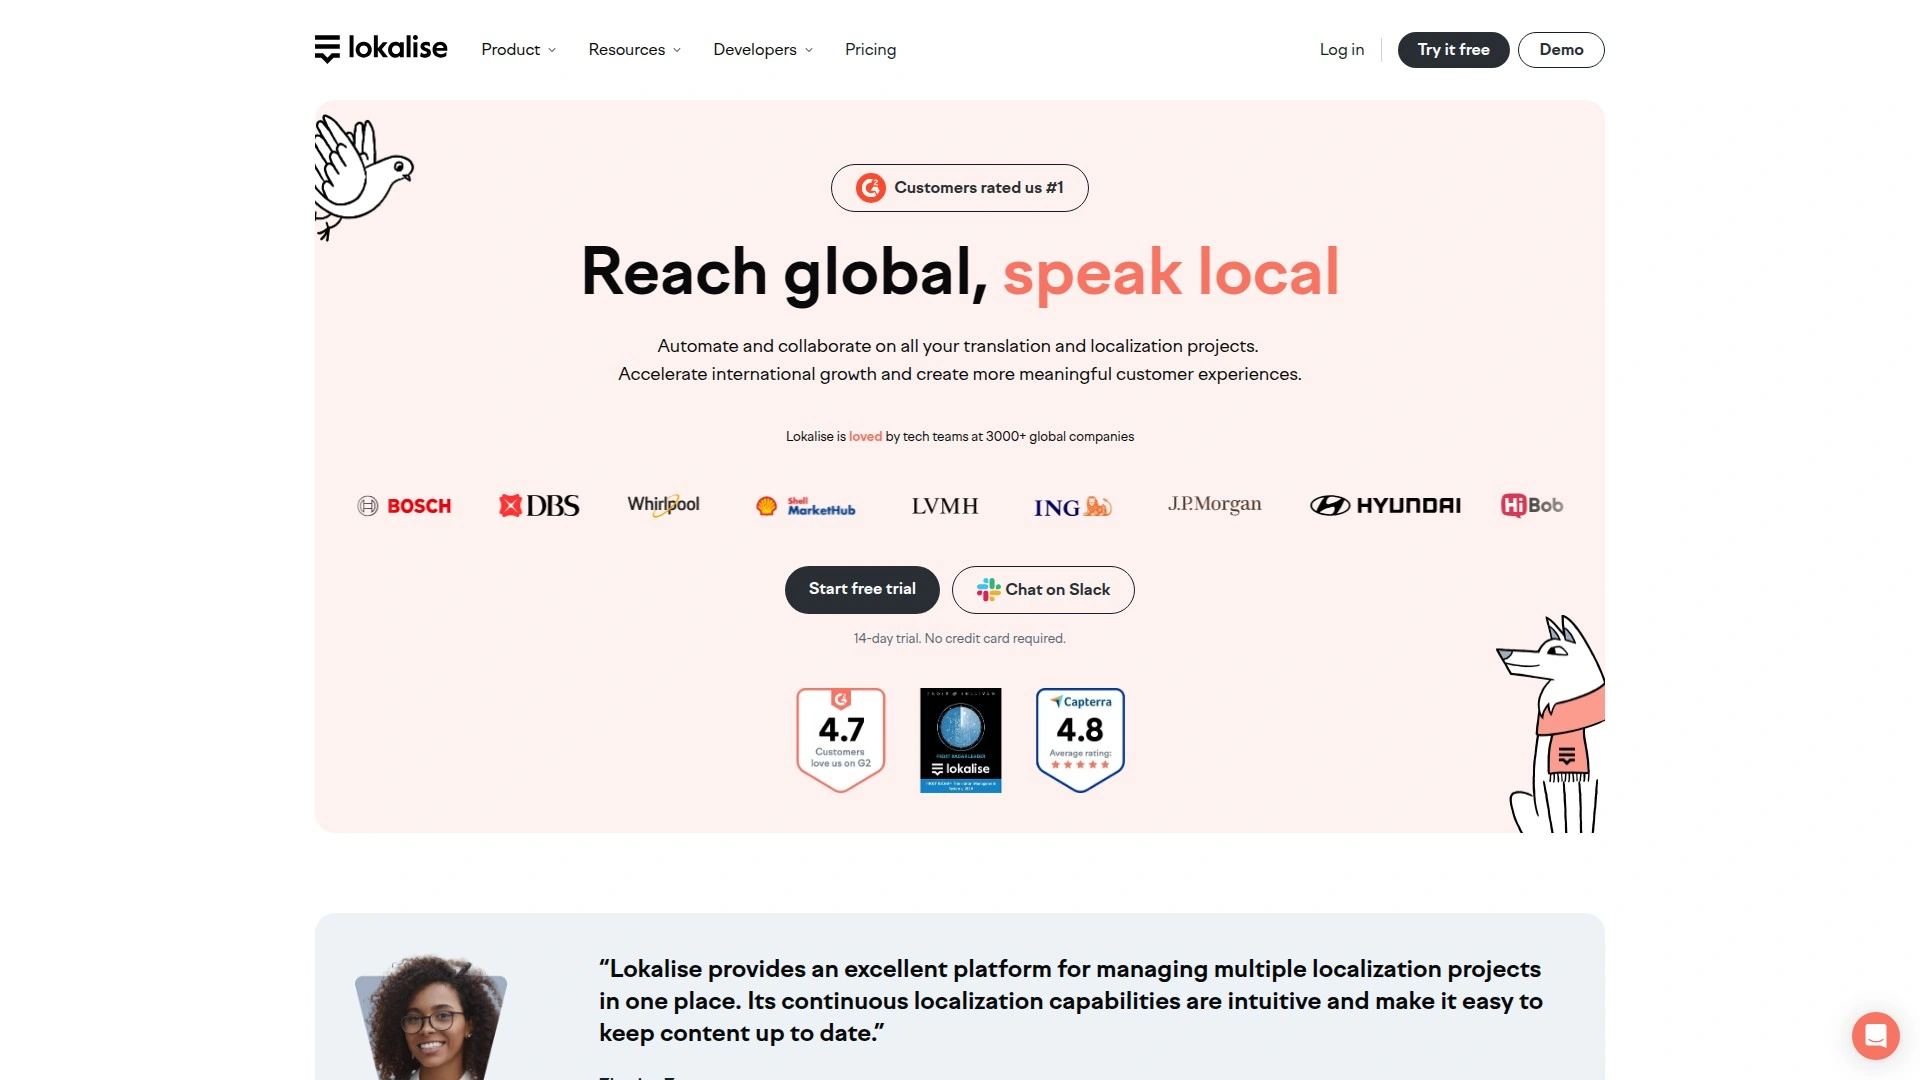 lokalise
Product
Resources
Developers
Pricing
Log in
Try it free
Demo
Customers rated us #1
Reach global, speak local
Automate and collaborate on all your translation and localization projects.
Accelerate international growth and create more meaningful customer experiences.
Lokalise is loved by tech teams at 3000+ global companies
BOSCH
DBS
Whirlpool
Shell
MarketHub
LVMH
ING
J.P.Morgan
HYUNDAI
HiBob
Start free trial
Chat on Slack
14-day trial. No credit card required.
4.7
Customers
love us on G2
FROST & SULLIVAN
FROST RADAR LEADER
lokalise
Capterra
4.8
Average rating:
“Lokalise provides an excellent platform for managing multiple localization projects
in one place. Its continuous localization capabilities are intuitive and make it easy to
keep content up to date.”